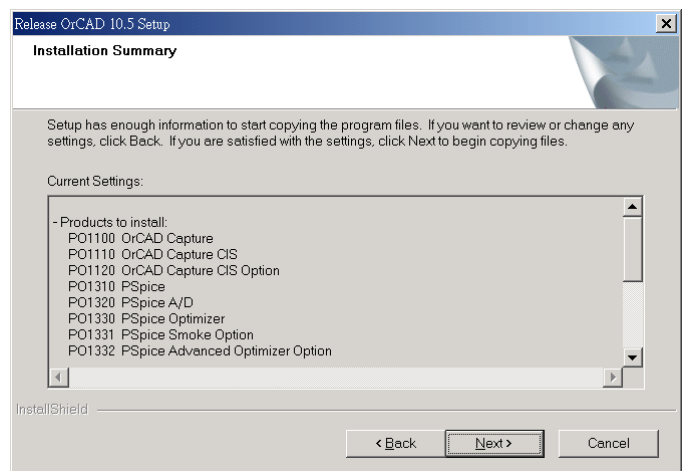 Release OrCAD 10.5 Setup
Installation Summary
Setup has enough information to start copying the program files. If you want to review or change any
settings, click Back. If you are satisfied with the settings, click Next to begin copying files.
Current Settings:
- Products to install:
PO1100 OrCAD Capture
PO1110 OrCAD Capture CIS
PO1120 OrCAD Capture CIS Option
PO1310 PSpice
PO1320 PSpice A/D
PO1330 PSpice Optimizer
PO1331 PSpice Smoke Option
PO1332 PSpice Advanced Optimizer Option
InstallShield
< Back Next > Cancel